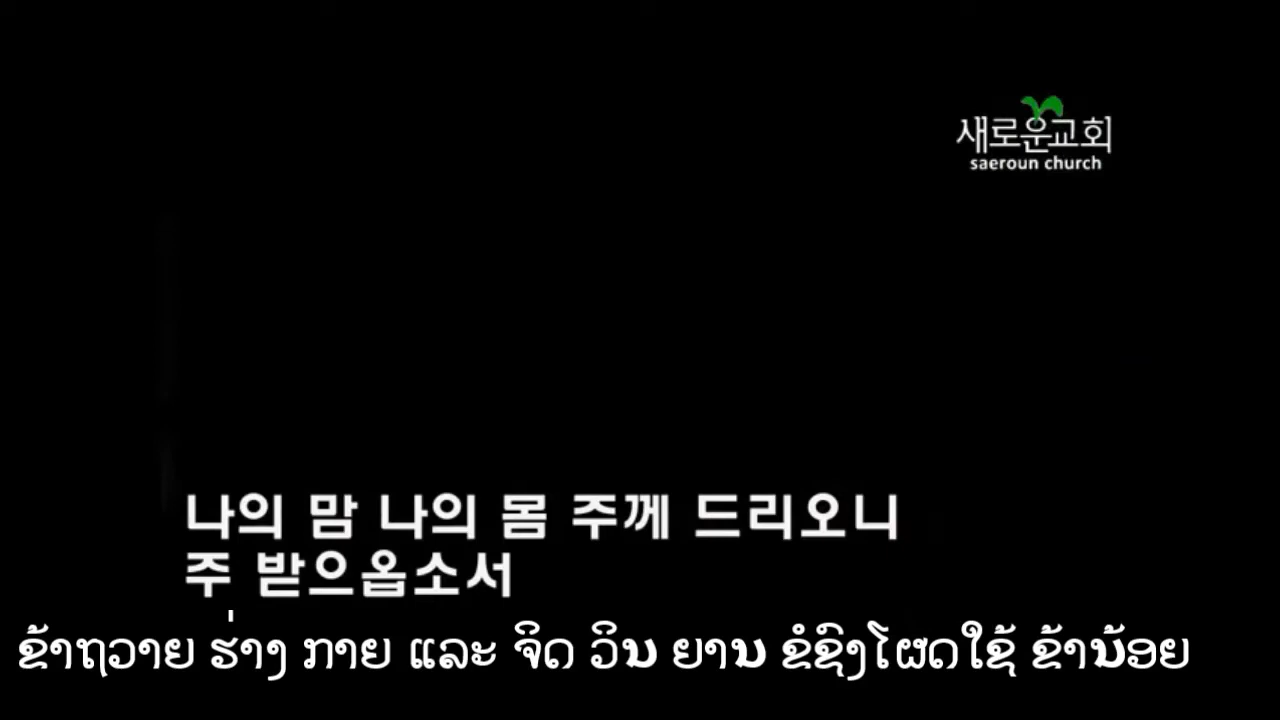 새로운교회
saeroun church
나의 맘 나의 몸 주께 드리오니
주 받으옵소서
ຂ້າຖວາຍ ຮ່າງ ກາຍ ແລະ ຈິດ ວິນ ຍານ ຂໍຊົງໂຜດໃຊ້ ຂ້ານ້ອຍ